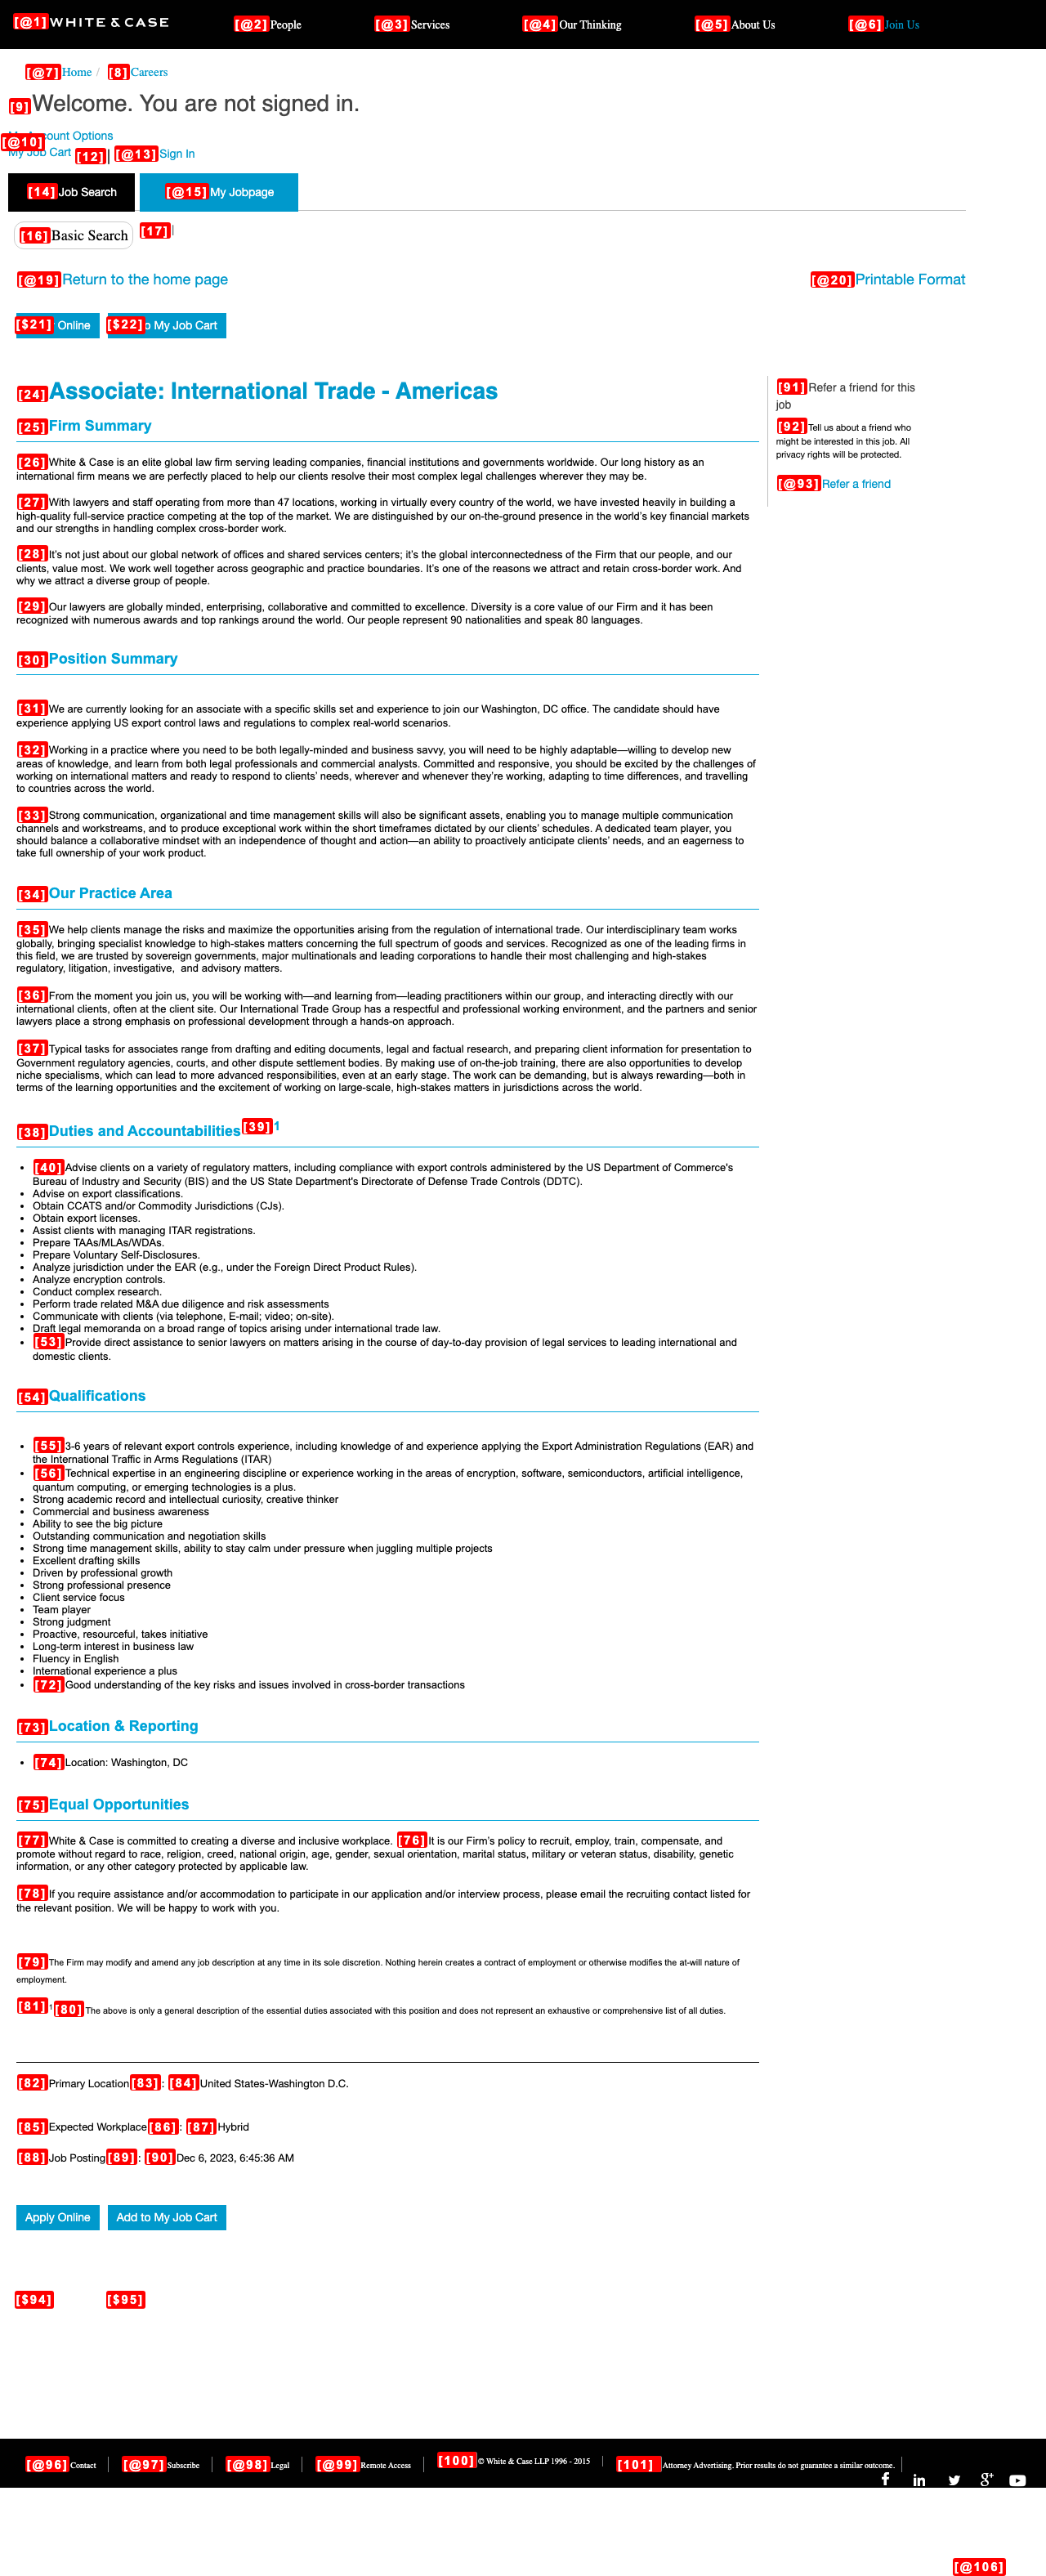 [@1] WHITE & CASE
[@2] People
[@3] Services
[@4] Our Thinking
[@5] About Us
[@6] Join Us
[@7] Home / [8] Careers
[9] Welcome. You are not signed in.
[@10] Account Options
My Job Cart [12] | [@13] Sign In
[14] Job Search
[@15] My Jobpage
[16] Basic Search [17] |
[@19] Return to the home page
[@20] Printable Format
[$21] Online [$22] o My Job Cart
[24] Associate: International Trade - Americas
[25] Firm Summary
[26] White & Case is an elite global law firm serving leading companies, financial institutions and governments worldwide. Our long history as an
international firm means we are perfectly placed to help our clients resolve their most complex legal challenges wherever they may be.
[27] With lawyers and staff operating from more than 47 locations, working in virtually every country of the world, we have invested heavily in building a
high-quality full-service practice competing at the top of the market. We are distinguished by our on-the-ground presence in the world's key financial markets
and our strengths in handling complex cross-border work.
[28] It's not just about our global network of offices and shared services centers; it's the global interconnectedness of the Firm that our people, and our
clients, value most. We work well together across geographic and practice boundaries. It's one of the reasons we attract and retain cross-border work. And
why we attract a diverse group of people.
[29] Our lawyers are globally minded, enterprising, collaborative and committed to excellence. Diversity is a core value of our Firm and it has been
recognized with numerous awards and top rankings around the world. Our people represent 90 nationalities and speak 80 languages.
[30] Position Summary
[31] We are currently looking for an associate with a specific skills set and experience to join our Washington, DC office. The candidate should have
experience applying US export control laws and regulations to complex real-world scenarios.
[32] Working in a practice where you need to be both legally-minded and business savvy, you will need to be highly adaptable—willing to develop new
areas of knowledge, and learn from both legal professionals and commercial analysts. Committed and responsive, you should be excited by the challenges of
working on international matters and ready to respond to clients' needs, wherever and whenever they're working, adapting to time differences, and travelling
to countries across the world.
[33] Strong communication, organizational and time management skills will also be significant assets, enabling you to manage multiple communication
channels and workstreams, and to produce exceptional work within the short timeframes dictated by our clients' schedules. A dedicated team player, you
should balance a collaborative mindset with an independence of thought and action—an ability to proactively anticipate clients' needs, and an eagerness to
take full ownership of your work product.
[34] Our Practice Area
[35] We help clients manage the risks and maximize the opportunities arising from the regulation of international trade. Our interdisciplinary team works
globally, bringing specialist knowledge to high-stakes matters concerning the full spectrum of goods and services. Recognized as one of the leading firms in
this field, we are trusted by sovereign governments, major multinationals and leading corporations to handle their most challenging and high-stakes
regulatory, litigation, investigative, and advisory matters.
[36] From the moment you join us, you will be working with—and learning from—leading practitioners within our group, and interacting directly with our
international clients, often at the client site. Our International Trade Group has a respectful and professional working environment, and the partners and senior
lawyers place a strong emphasis on professional development through a hands-on approach.
[37] Typical tasks for associates range from drafting and editing documents, legal and factual research, and preparing client information for presentation to
Government regulatory agencies, courts, and other dispute settlement bodies. By making use of on-the-job training, there are also opportunities to develop
niche specialisms, which can lead to more advanced responsibilities, even at an early stage. The work can be demanding, but is always rewarding—both in
terms of the learning opportunities and the excitement of working on large-scale, high-stakes matters in jurisdictions across the world.
[38] Duties and Accountabilities [39] 1
• [40] Advise clients on a variety of regulatory matters, including compliance with export controls administered by the US Department of Commerce's
Bureau of Industry and Security (BIS) and the US State Department's Directorate of Defense Trade Controls (DDTC).
• Advise on export classifications.
• Obtain CCATS and/or Commodity Jurisdictions (CJs).
• Obtain export licenses.
• Assist clients with managing ITAR registrations.
• Prepare TAAs/MLAs/WDAs.
• Prepare Voluntary Self-Disclosures.
• Analyze jurisdiction under the EAR (e.g., under the Foreign Direct Product Rules).
• Analyze encryption controls.
• Conduct complex research.
• Perform trade related M&A due diligence and risk assessments
• Communicate with clients (via telephone, E-mail; video; on-site).
• Draft legal memoranda on a broad range of topics arising under international trade law.
• [53] Provide direct assistance to senior lawyers on matters arising in the course of day-to-day provision of legal services to leading international and
domestic clients.
[54] Qualifications
• [55] 3-6 years of relevant export controls experience, including knowledge of and experience applying the Export Administration Regulations (EAR) and
the International Traffic in Arms Regulations (ITAR)
• [56] Technical expertise in an engineering discipline or experience working in the areas of encryption, software, semiconductors, artificial intelligence,
quantum computing, or emerging technologies is a plus.
• Strong academic record and intellectual curiosity, creative thinker
• Commercial and business awareness
• Ability to see the big picture
• Outstanding communication and negotiation skills
• Strong time management skills, ability to stay calm under pressure when juggling multiple projects
• Excellent drafting skills
• Driven by professional growth
• Strong professional presence
• Client service focus
• Team player
• Strong judgment
• Proactive, resourceful, takes initiative
• Long-term interest in business law
• Fluency in English
• International experience a plus
• [72] Good understanding of the key risks and issues involved in cross-border transactions
[73] Location & Reporting
• [74] Location: Washington, DC
[75] Equal Opportunities
[77] White & Case is committed to creating a diverse and inclusive workplace. [76] It is our Firm's policy to recruit, employ, train, compensate, and
promote without regard to race, religion, creed, national origin, age, gender, sexual orientation, marital status, military or veteran status, disability, genetic
information, or any other category protected by applicable law.
[78] If you require assistance and/or accommodation to participate in our application and/or interview process, please email the recruiting contact listed for
the relevant position. We will be happy to work with you.
[79] The Firm may modify and amend any job description at any time in its sole discretion. Nothing herein creates a contract of employment or otherwise modifies the at-will nature of
employment.
[81] 1 [80] The above is only a general description of the essential duties associated with this position and does not represent an exhaustive or comprehensive list of all duties.
[82] Primary Location [83] : [84] United States-Washington D.C.
[85] Expected Workplace [86] : [87] Hybrid
[88] Job Posting [89] : [90] Dec 6, 2023, 6:45:36 AM
Apply Online
Add to My Job Cart
[$94] [$95]
[91] Refer a friend for this
job
[92] Tell us about a friend who
might be interested in this job. All
privacy rights will be protected.
[@93] Refer a friend
[@96] Contact
[@97] Subscribe
[@98] Legal
[@99] Remote Access
[100] © White & Case LLP 1996 - 2015
[101] Attorney Advertising. Prior results do not guarantee a similar outcome.
[@106]